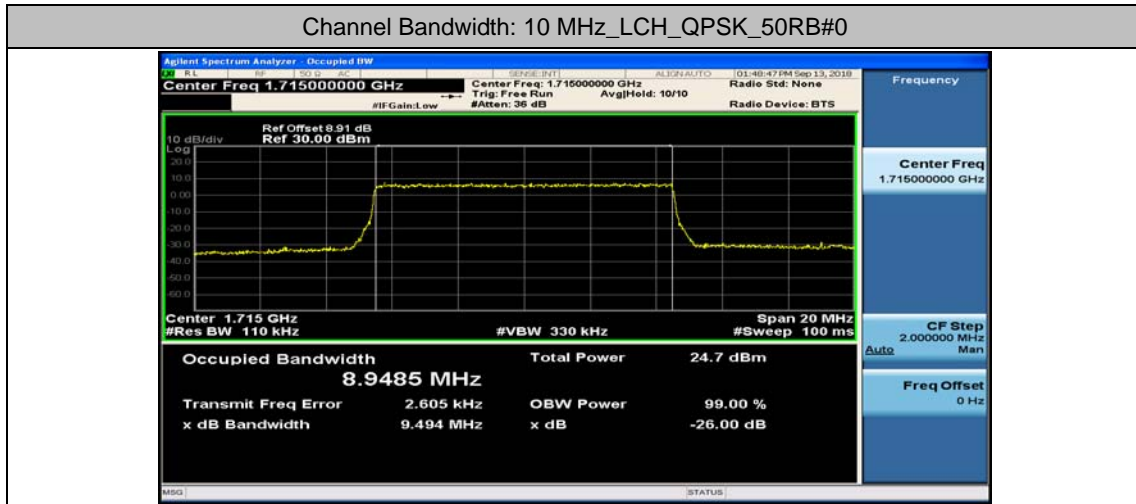 Channel Bandwidth: 10 MHz_LCH_QPSK_50RB#0
Agilent Spectrum Analyzer - Occupied BW
LXI RL RF 50 Ω AC SENSE:INT ALIGN AUTO 01:48:47 PM Sep 13, 2018
Center Freq 1.715000000 GHz
Center Freq: 1.715000000 GHz
Radio Std: None
Trig: Free Run Avg|Hold: 10/10
#IFGain:Low #Atten: 36 dB Radio Device: BTS
Ref Offset 8.91 dB
10 dB/div Ref 30.00 dBm
Log
20.0
10.0
0.00
-10.0
-20.0
-30.0
-40.0
-50.0
-60.0
Center 1.715 GHz Span 20 MHz
#Res BW 110 kHz #VBW 330 kHz #Sweep 100 ms
Occupied Bandwidth Total Power 24.7 dBm
8.9485 MHz
Transmit Freq Error 2.605 kHz OBW Power 99.00 %
x dB Bandwidth 9.494 MHz x dB -26.00 dB
MSG STATUS
Frequency
Center Freq
1.715000000 GHz
CF Step
2.000000 MHz
Auto Man
Freq Offset
0 Hz